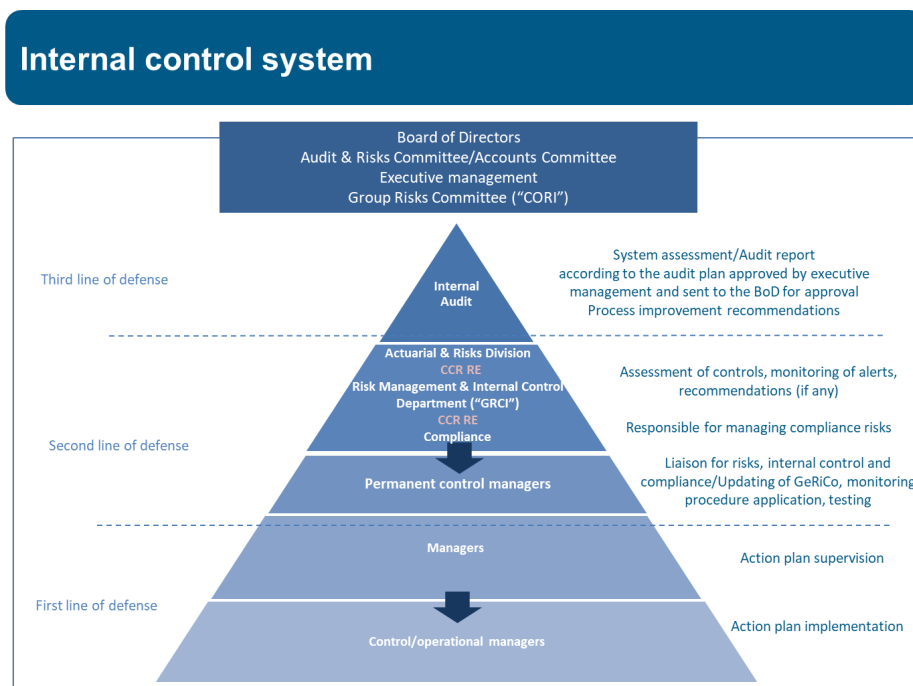 Internal control system
Board of Directors
Audit & Risks Committee/Accounts Committee
Executive management
Group Risks Committee (“CORI”)
Third line of defense
Internal
Audit
System assessment/Audit report
according to the audit plan approved by executive
management and sent to the BoD for approval
Process improvement recommendations
Second line of defense
Actuarial & Risks Division
CCR RE
Risk Management & Internal Control
Department (“GRCI”)
CCR RE
Compliance
Assessment of controls, monitoring of alerts,
recommendations (if any)
Responsible for managing compliance risks
Permanent control managers
Liaison for risks, internal control and
compliance/Updating of GeRiCo, monitoring
procedure application, testing
First line of defense
Managers
Action plan supervision
Control/operational managers
Action plan implementation